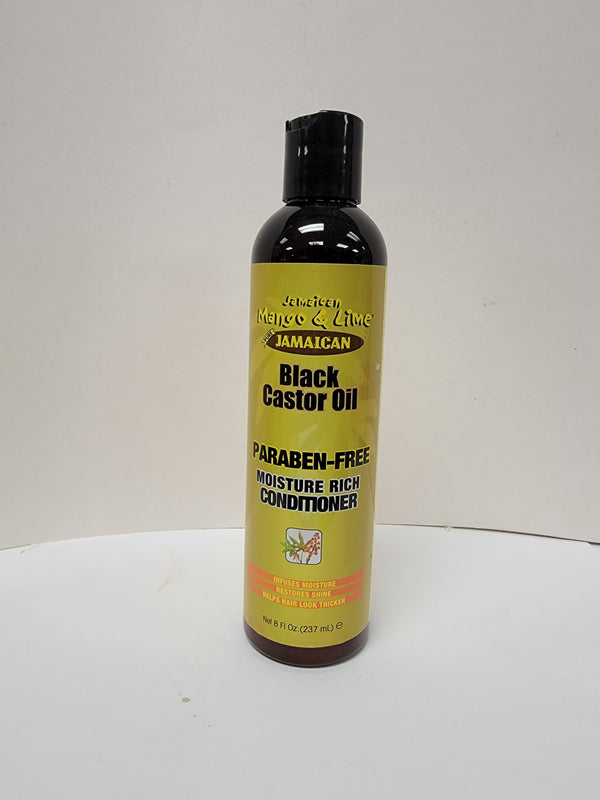 Jamaican
Mango & Lime
JAMAICAN
Black
Castor Oil
PARABEN-FREE
MOISTURE RICH
CONDITIONER
INFUSES MOISTURE
RESTORES SHINE
HELPS HAIR LOOK THICKER
Net 8 Fl Oz.(237 mL) ℮